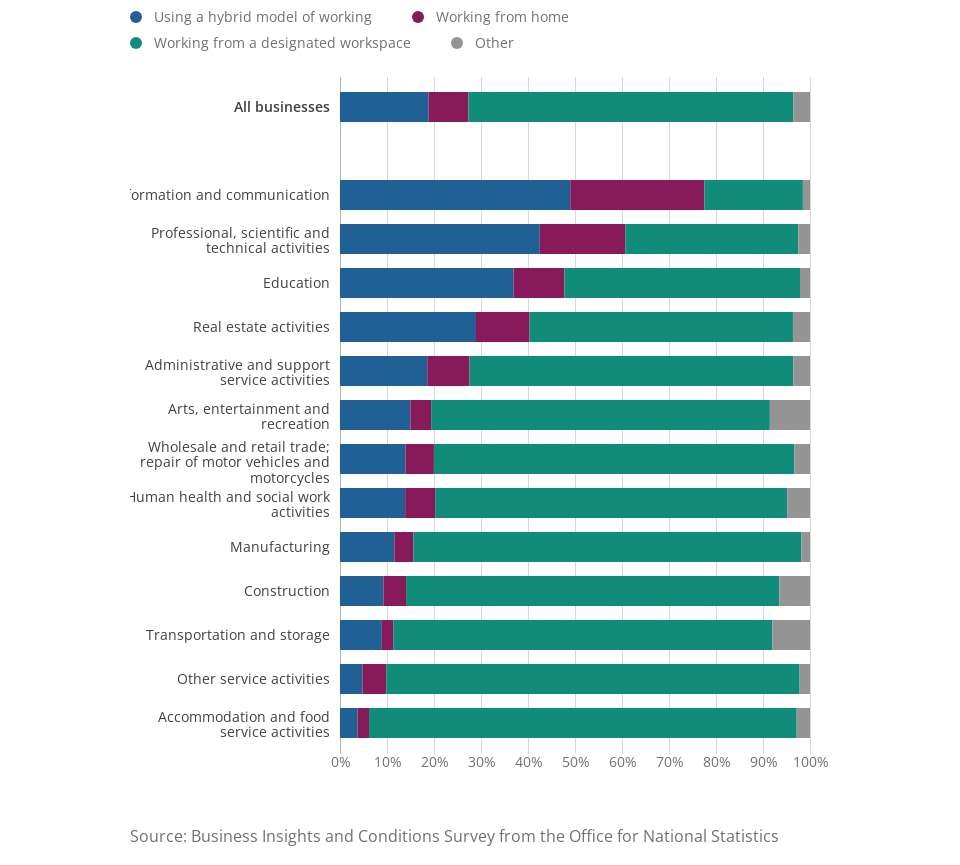 Using a hybrid model of working
Working from home
Working from a designated workspace
Other
All businesses
formation and communication
Professional, scientific and
technical activities
Education
Real estate activities
Administrative and support
service activities
Arts, entertainment and
recreation
Wholesale and retail trade;
repair of motor vehicles and
motorcycles
Human health and social work
activities
Manufacturing
Construction
Transportation and storage
Other service activities
Accommodation and food
service activities
0% 10% 20% 30% 40% 50% 60% 70% 80% 90% 100%
Source: Business Insights and Conditions Survey from the Office for National Statistics